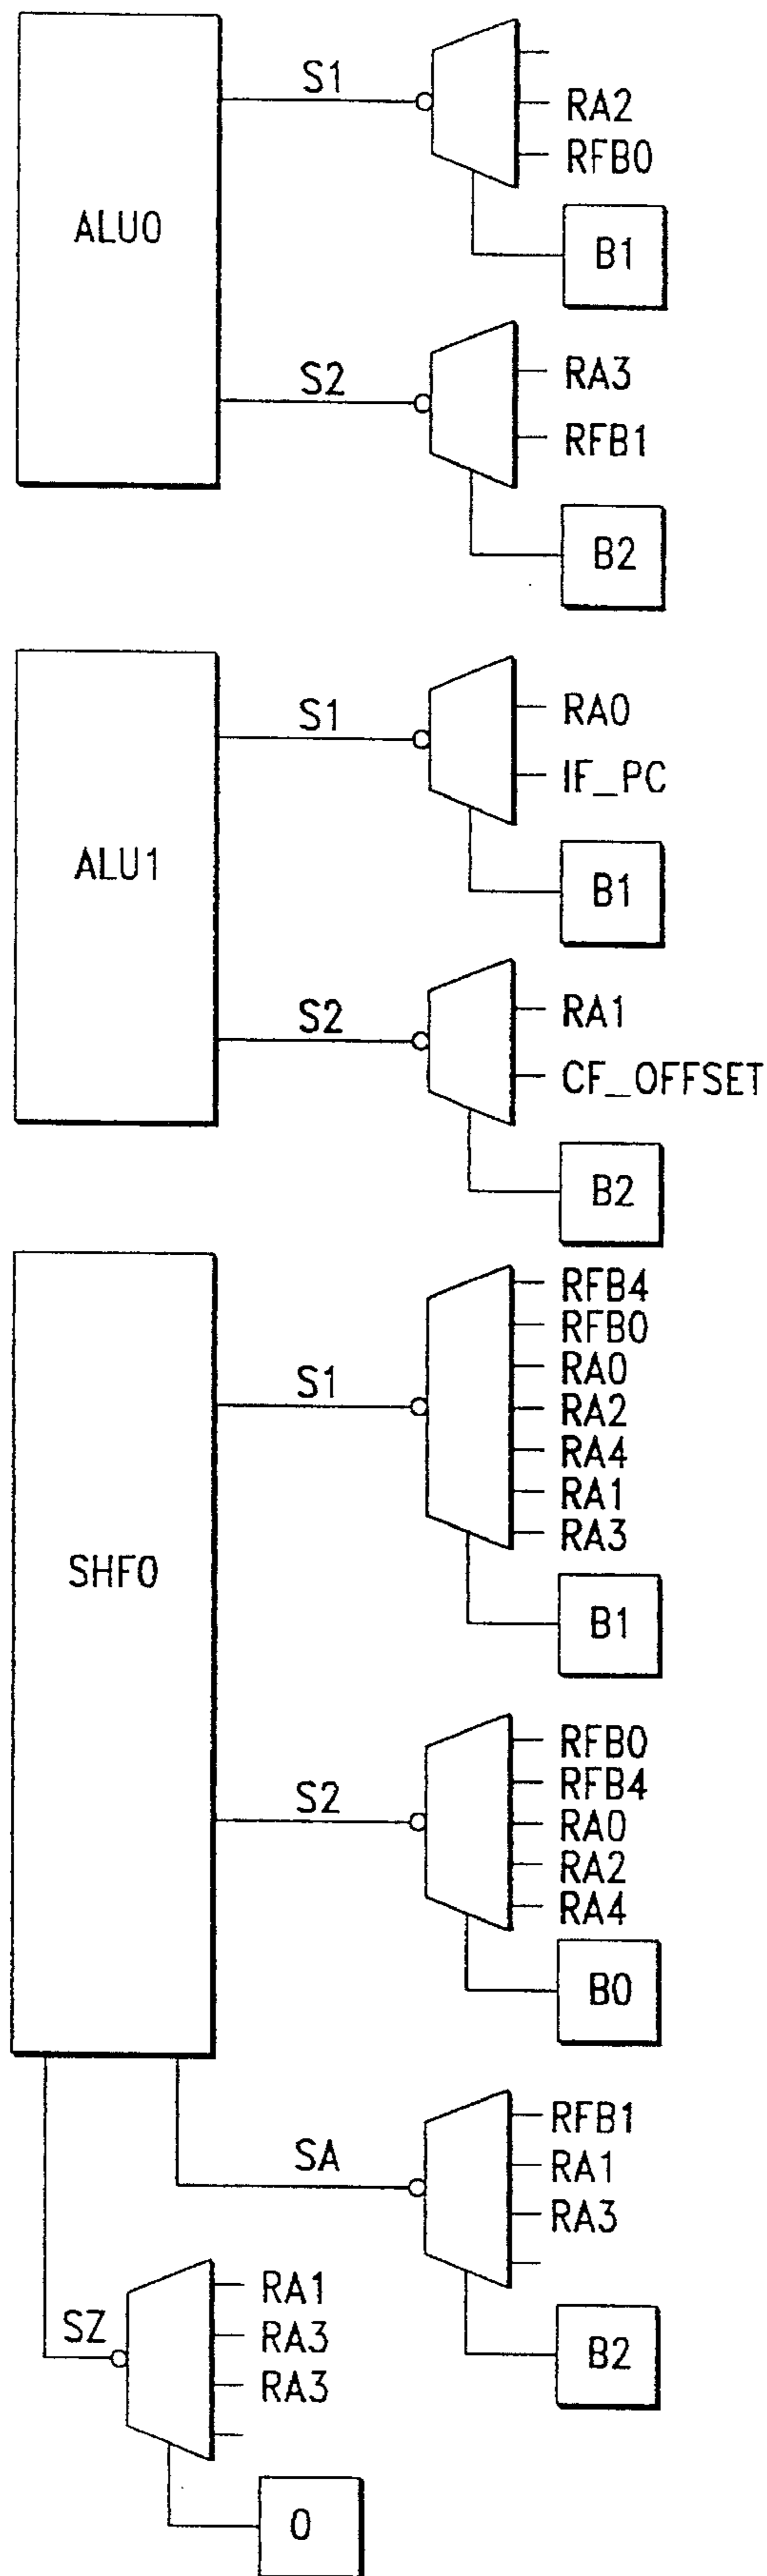 S1
RA2
RFB0
ALU0
B1
S2
RA3
RFB1
B2
S1
RA0
IF_PC
ALU1
B1
S2
RA1
CF_OFFSET
B2
RFB4
RFB0
RA0
S1
RA2
RA4
RA1
RA3
SHF0
B1
RFB0
RFB4
S2
RA0
RA2
RA4
B0
RFB1
SA
RA1
RA3
RA1
SZ
RA3
RA3
B2
0